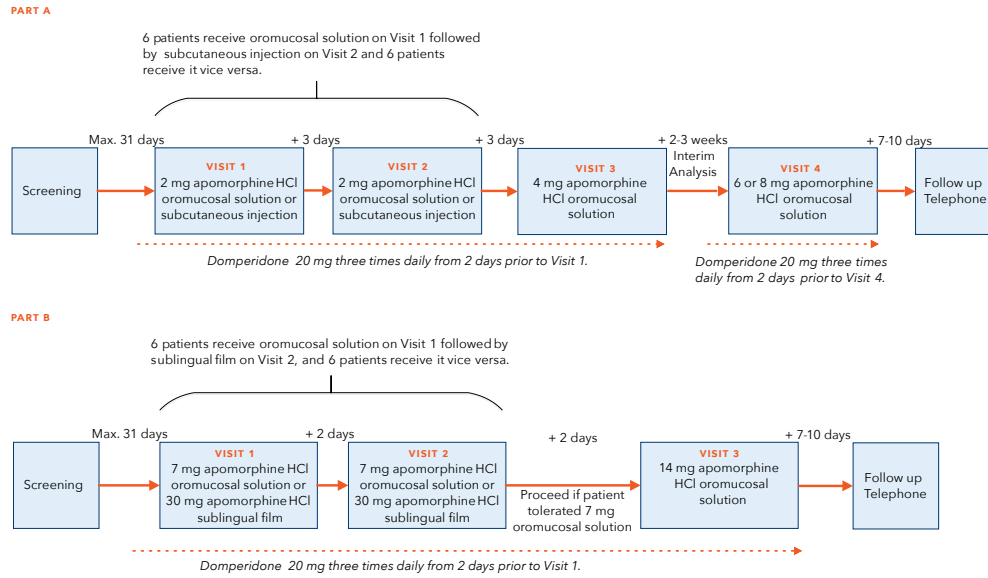 PART A
6 patients receive oromucosal solution on Visit 1 followed
by subcutaneous injection on Visit 2 and 6 patients
receive it vice versa.
Max. 31 days
+ 3 days
+ 3 days
+ 2-3 weeks
Interim
Analysis
+ 7-10 days
Screening
VISIT 1
2 mg apomorphine HCl
oromucosal solution or
subcutaneous injection
VISIT 2
2 mg apomorphine HCl
oromucosal solution or
subcutaneous injection
VISIT 3
4 mg apomorphine
HCl oromucosal
solution
VISIT 4
6 or 8 mg apomorphine
HCl oromucosal
solution
Follow up
Telephone
Domperidone 20 mg three times daily from 2 days prior to Visit 1.
Domperidone 20 mg three times
daily from 2 days prior to Visit 4.
PART B
6 patients receive oromucosal solution on Visit 1 followed by
sublingual film on Visit 2, and 6 patients receive it vice versa.
Max. 31 days
+ 2 days
+ 2 days
+ 7-10 days
Screening
VISIT 1
7 mg apomorphine HCl
oromucosal solution or
30 mg apomorphine HCl
sublingual film
VISIT 2
7 mg apomorphine HCl
oromucosal solution or
30 mg apomorphine HCl
sublingual film
Proceed if patient
tolerated 7 mg
oromucosal solution
VISIT 3
14 mg apomorphine
HCl oromucosal
solution
Follow up
Telephone
Domperidone 20 mg three times daily from 2 days prior to Visit 1.